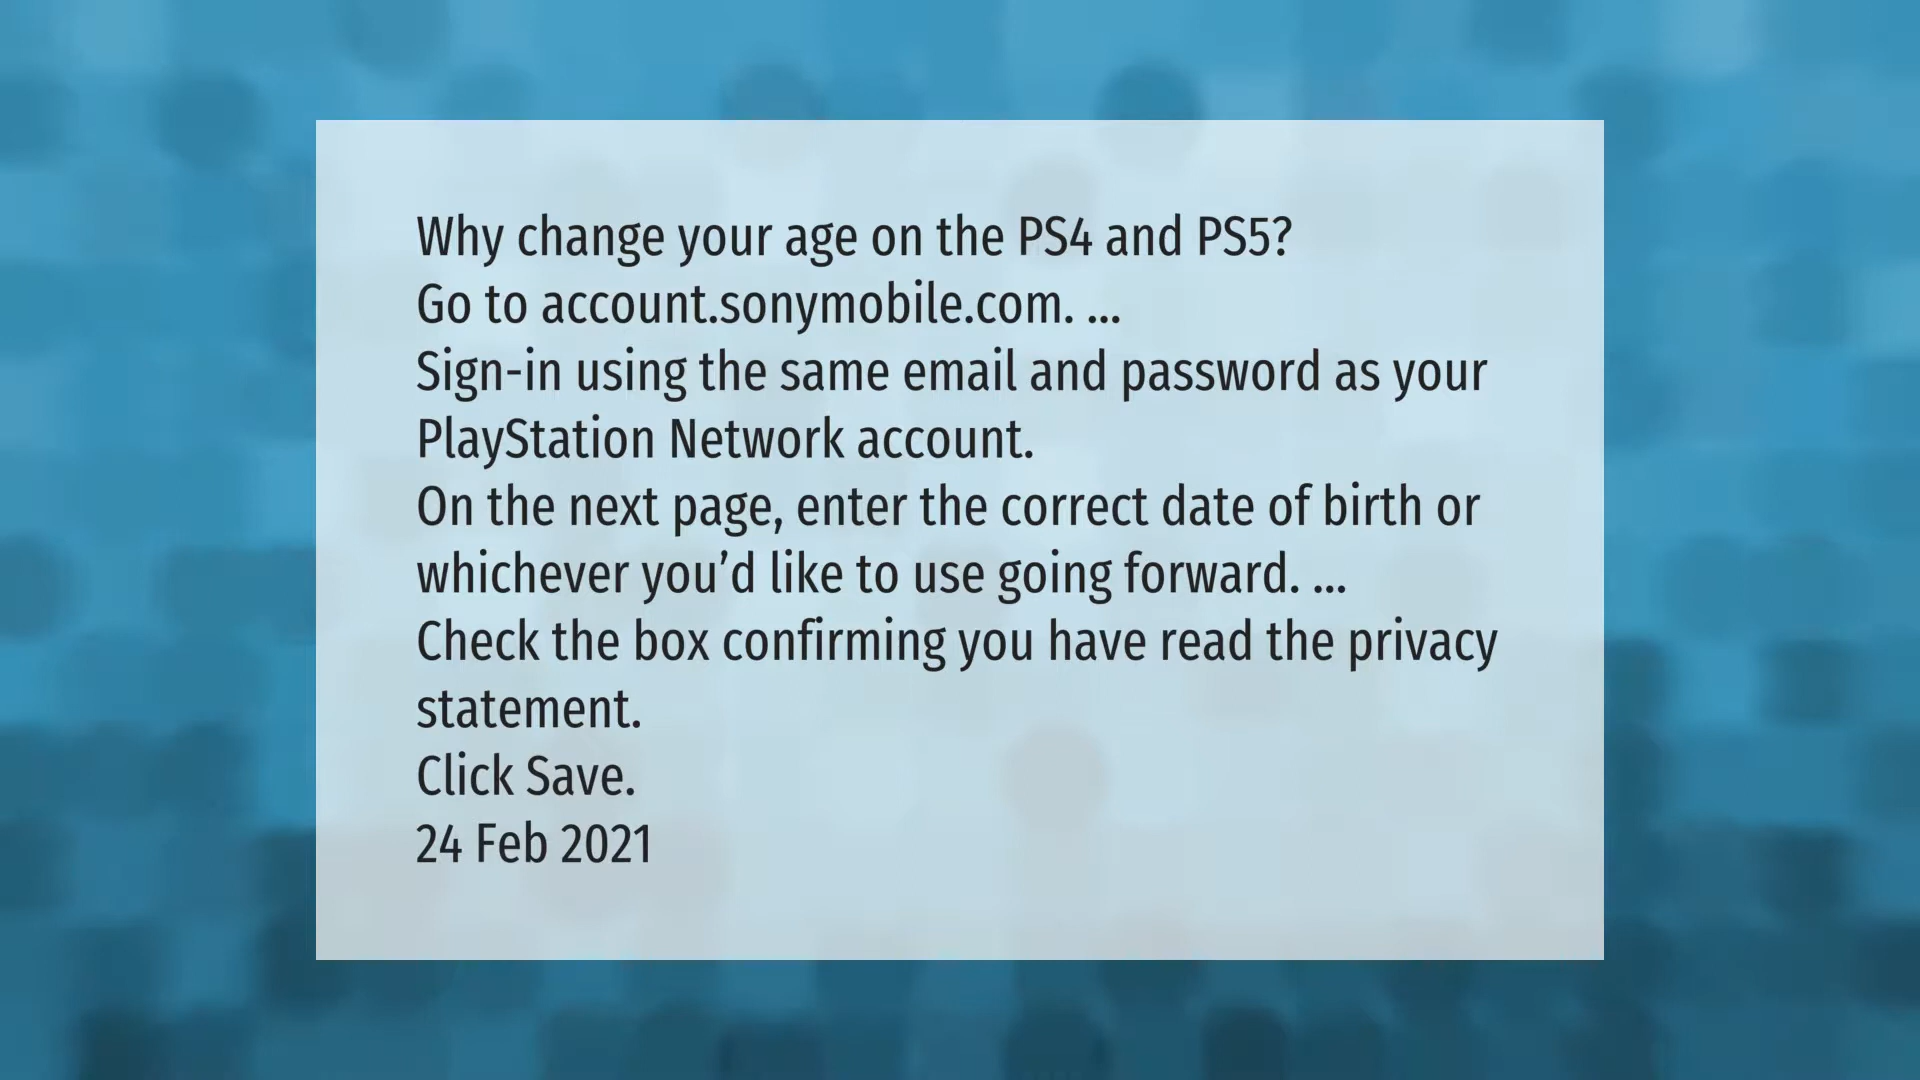 Why change your age on the PS4 and PS5?
Go to account.sonymobile.com. ...
Sign-in using the same email and password as your
PlayStation Network account.
On the next page, enter the correct date of birth or
whichever you’d like to use going forward. ...
Check the box confirming you have read the privacy
statement.
Click Save.
24 Feb 2021